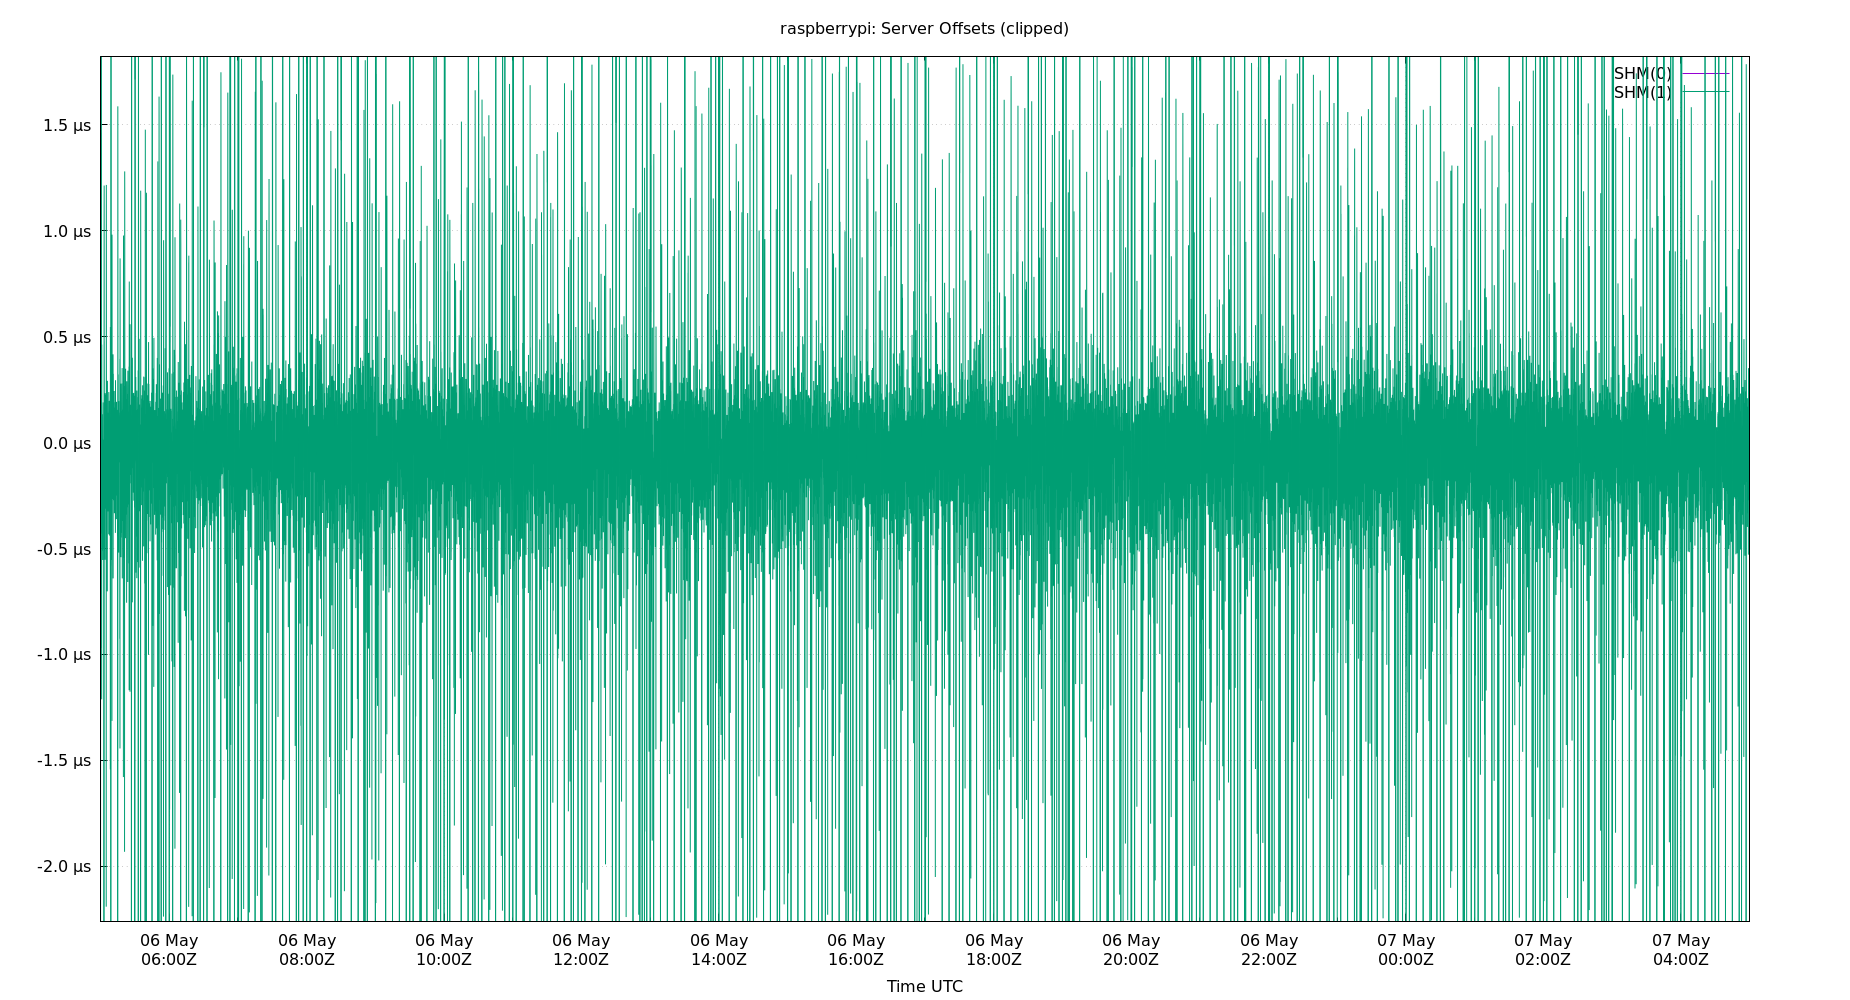 raspberrypi: Server Offsets (clipped)
SHM(0)
SHM(1)
1.5 µs
1.0 µs
0.5 µs
0.0 µs
-0.5 µs
-1.0 µs
-1.5 µs
-2.0 µs
06 May 06 May 06 May 06 May 06 May 06 May 06 May 06 May 06 May 07 May 07 May 07 May
06:00Z 08:00Z 10:00Z 12:00Z 14:00Z 16:00Z 18:00Z 20:00Z 22:00Z 00:00Z 02:00Z 04:00Z
Time UTC